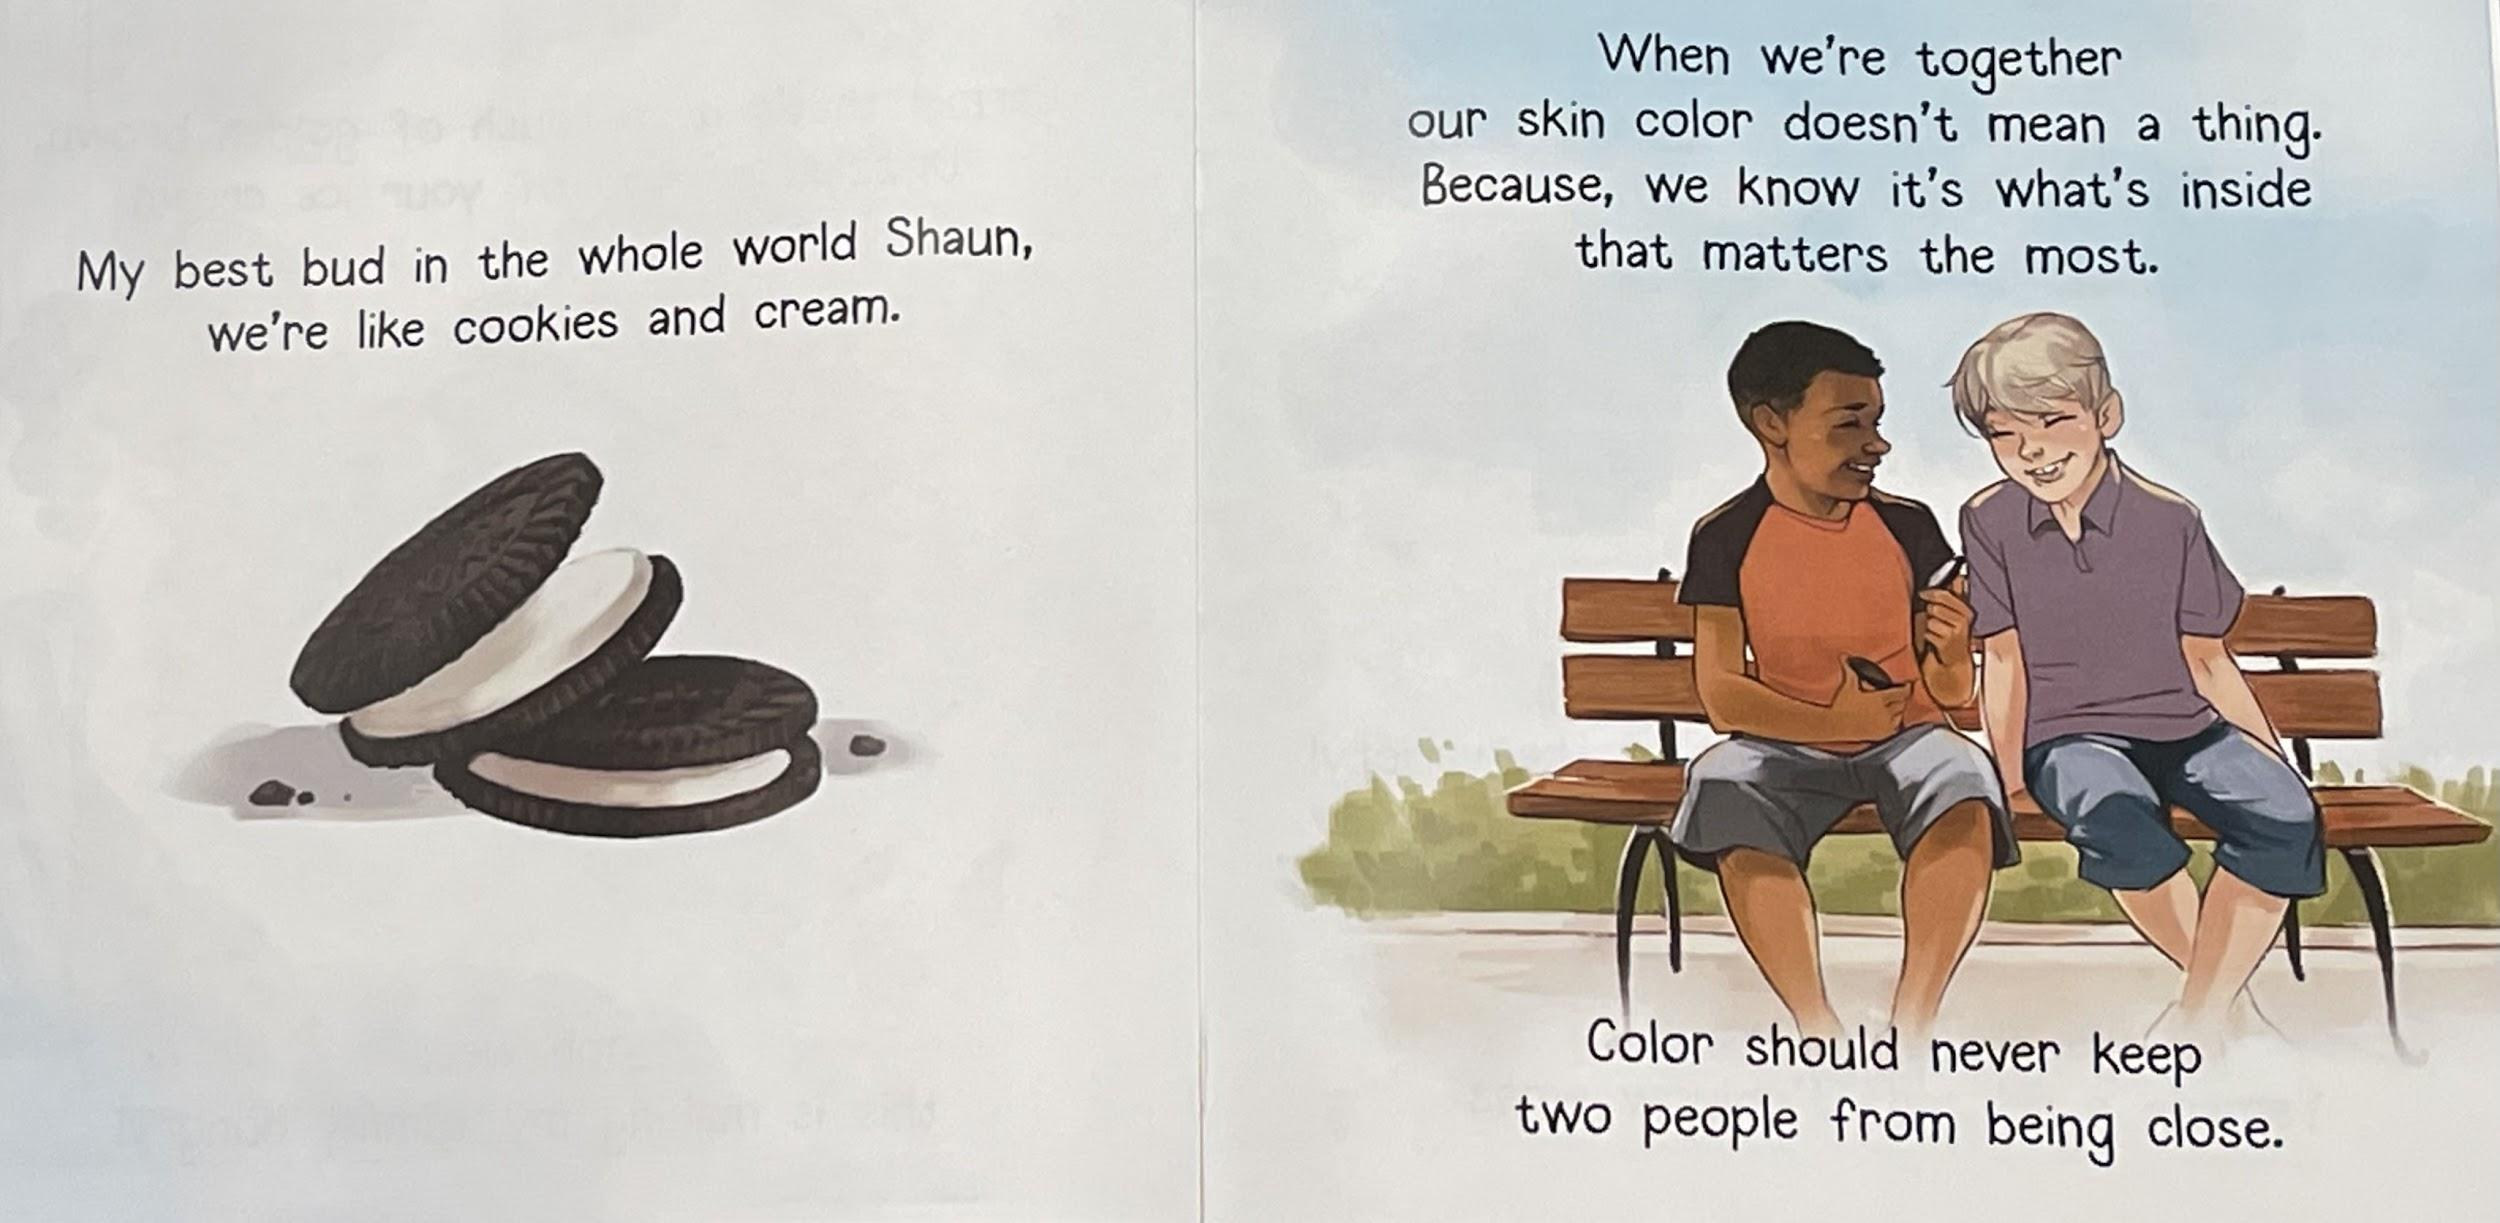 My best bud in the whole world Shaun,
we're like cookies and cream.
When we're together
our skin color doesn't mean a thing.
Because, we know it's what's inside
that matters the most.
Color should never keep
two people from being close.